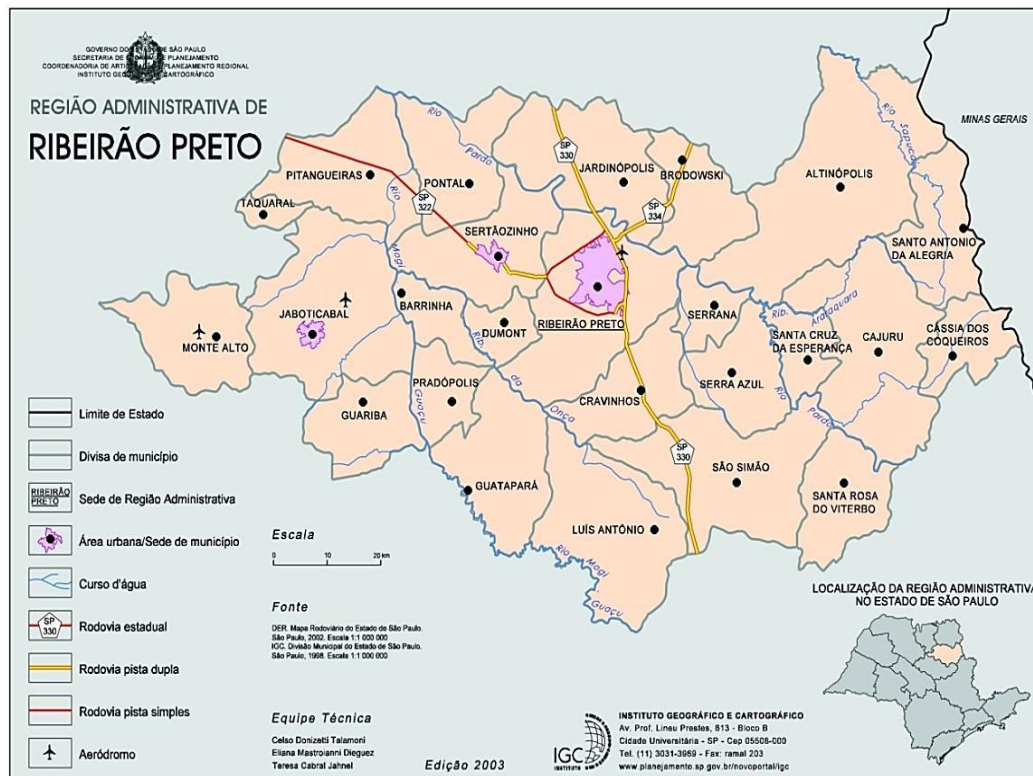 GOVERNO DO ESTADO DE SÃO PAULO
SECRETARIA DE ECONOMIA E PLANEJAMENTO
COORDENADORIA DE ARTICULAÇÃO E PLANEJAMENTO REGIONAL
INSTITUTO GEOGRÁFICO E CARTOGRÁFICO
REGIÃO ADMINISTRATIVA DE
RIBEIRÃO PRETO
MINAS GERAIS
Rio
Sapucaí
Rio
Pardo
SP
330
JARDINÓPOLIS
BRODOWSKI
ALTINÓPOLIS
PITANGUEIRAS
PONTAL
Rio
SP
322
SP
334
TAQUARAL
SERTÃOZINHO
SANTO ANTONIO
DA ALEGRIA
Mogi
JABOTICABAL
BARRINHA
RIBEIRÃO PRETO
SERRANA
Rib.
Araraquara
MONTE ALTO
DUMONT
SANTA CRUZ
DA ESPERANÇA
CAJURU
CÁSSIA DOS
COQUEIROS
Rib.
da
Onça
Guaçu
PRADÓPOLIS
GUARIBA
CRAVINHOS
SERRA AZUL
Rio
Pardo
SP
330
SÃO SIMÃO
GUATAPARÁ
SANTA ROSA
DO VITERBO
LUÍS ANTÔNIO
Rio
Mogi
Guaçu
Limite de Estado
Divisa de município
RIBEIRÃO
PRETO
Sede de Região Administrativa
Área urbana/Sede de município
Curso d'água
SP
330
Rodovia estadual
Rodovia pista dupla
Rodovia pista simples
Aeródromo
Escala
0 10 20 km
Fonte
DER. Mapa Rodoviário do Estado de São Paulo.
São Paulo, 2002. Escala 1:1 000 000
IGC. Divisão Municipal do Estado de São Paulo.
São Paulo, 1998. Escala 1:1 000 000
Equipe Técnica
Celso Donizetti Talamoni
Eliana Mastroianni Dieguez
Teresa Cabral Jahnel
Edição 2003
LOCALIZAÇÃO DA REGIÃO ADMINISTRATIVA
NO ESTADO DE SÃO PAULO
IGC
INSTITUTO
INSTITUTO GEOGRÁFICO E CARTOGRÁFICO
Av. Prof. Lineu Prestes, 813 - Bloco B
Cidade Universitária - SP - Cep 05508-000
Tel. (11) 3031-3969 - Fax: ramal 203
www.planejamento.sp.gov.br/novoportal/igc